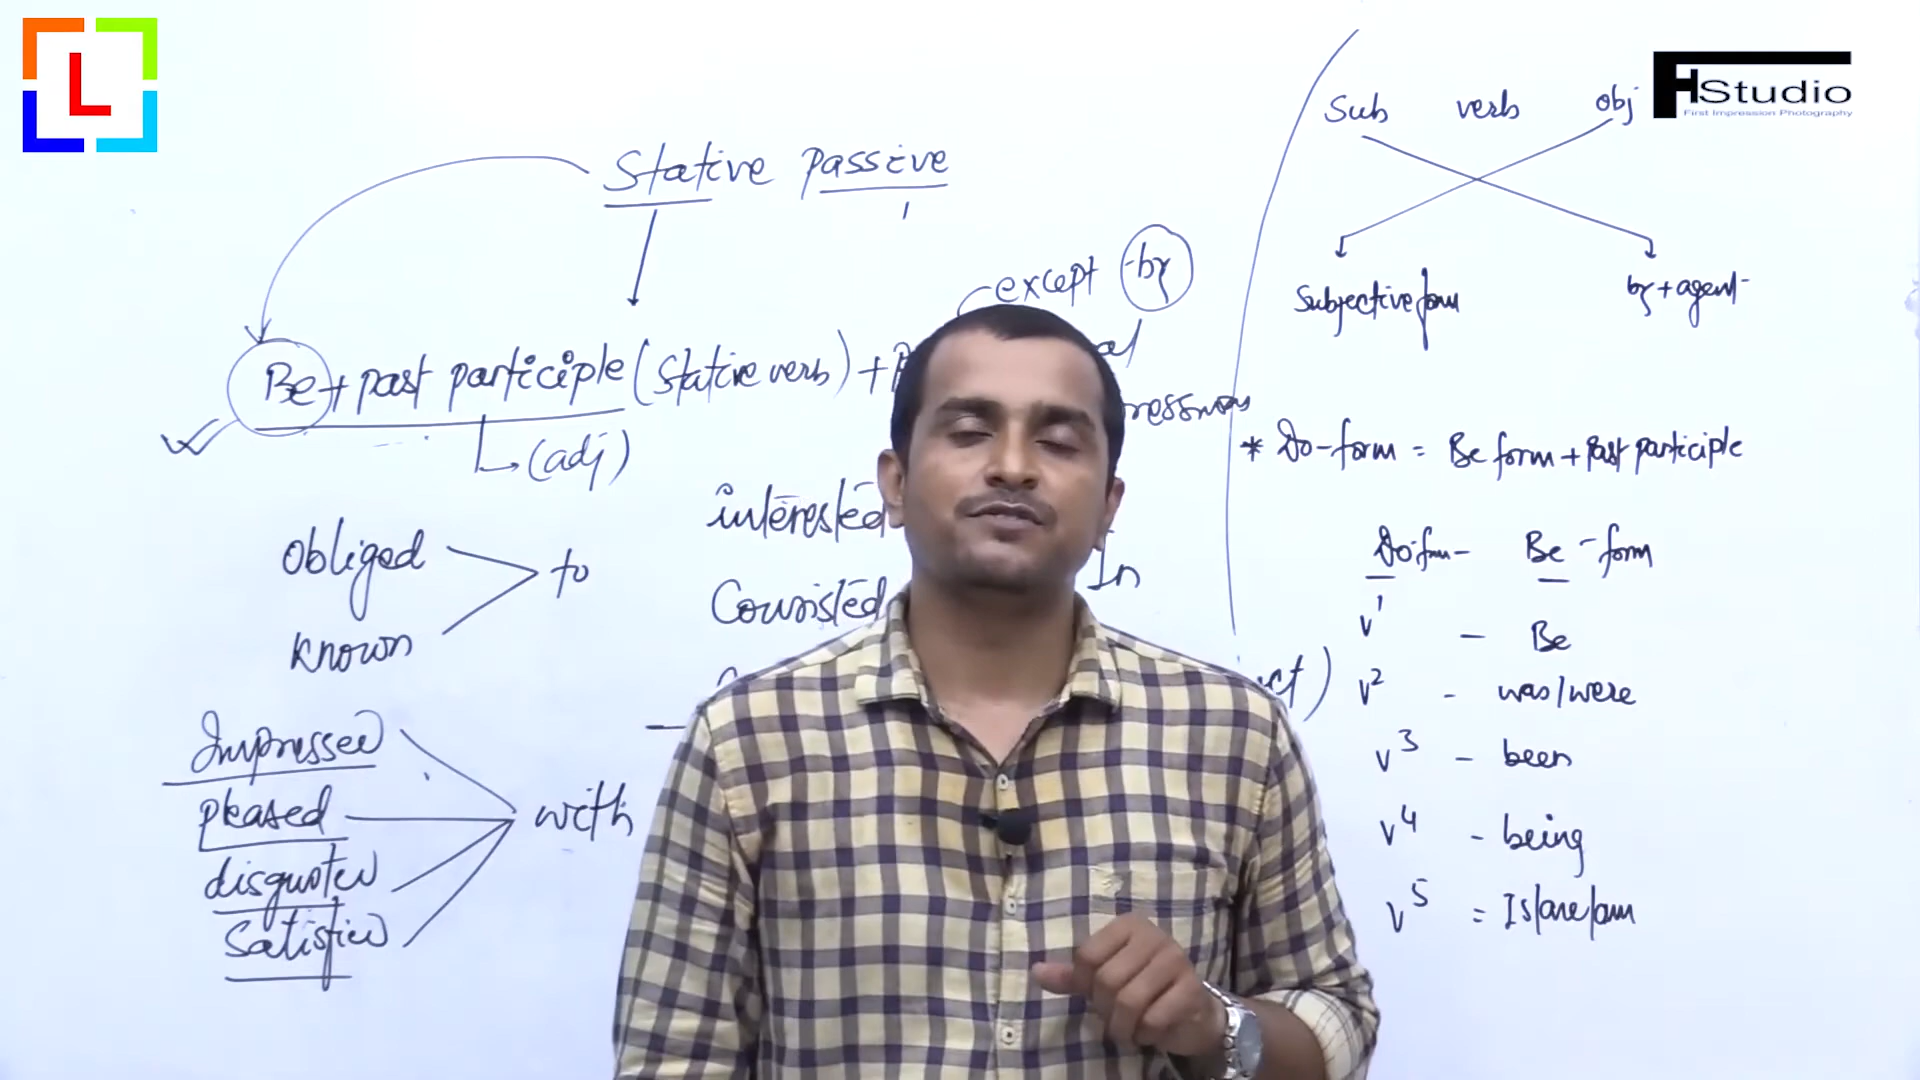 L
HStudio
First Impression Photography
Stative passive
except -by
Be + past participle (Stative verb) +
(adj)
obliged
known
to
interested
Consisted
In
Impressed
pleased
disgusted
Satisfied
with
Sub verb obj
Subjective form
by + agent
* Do-form = Be form + past participle
Do-form - Be - form
V1 - Be
V2 - was/were
V3 - been
V4 - being
V5 = Is/are/am